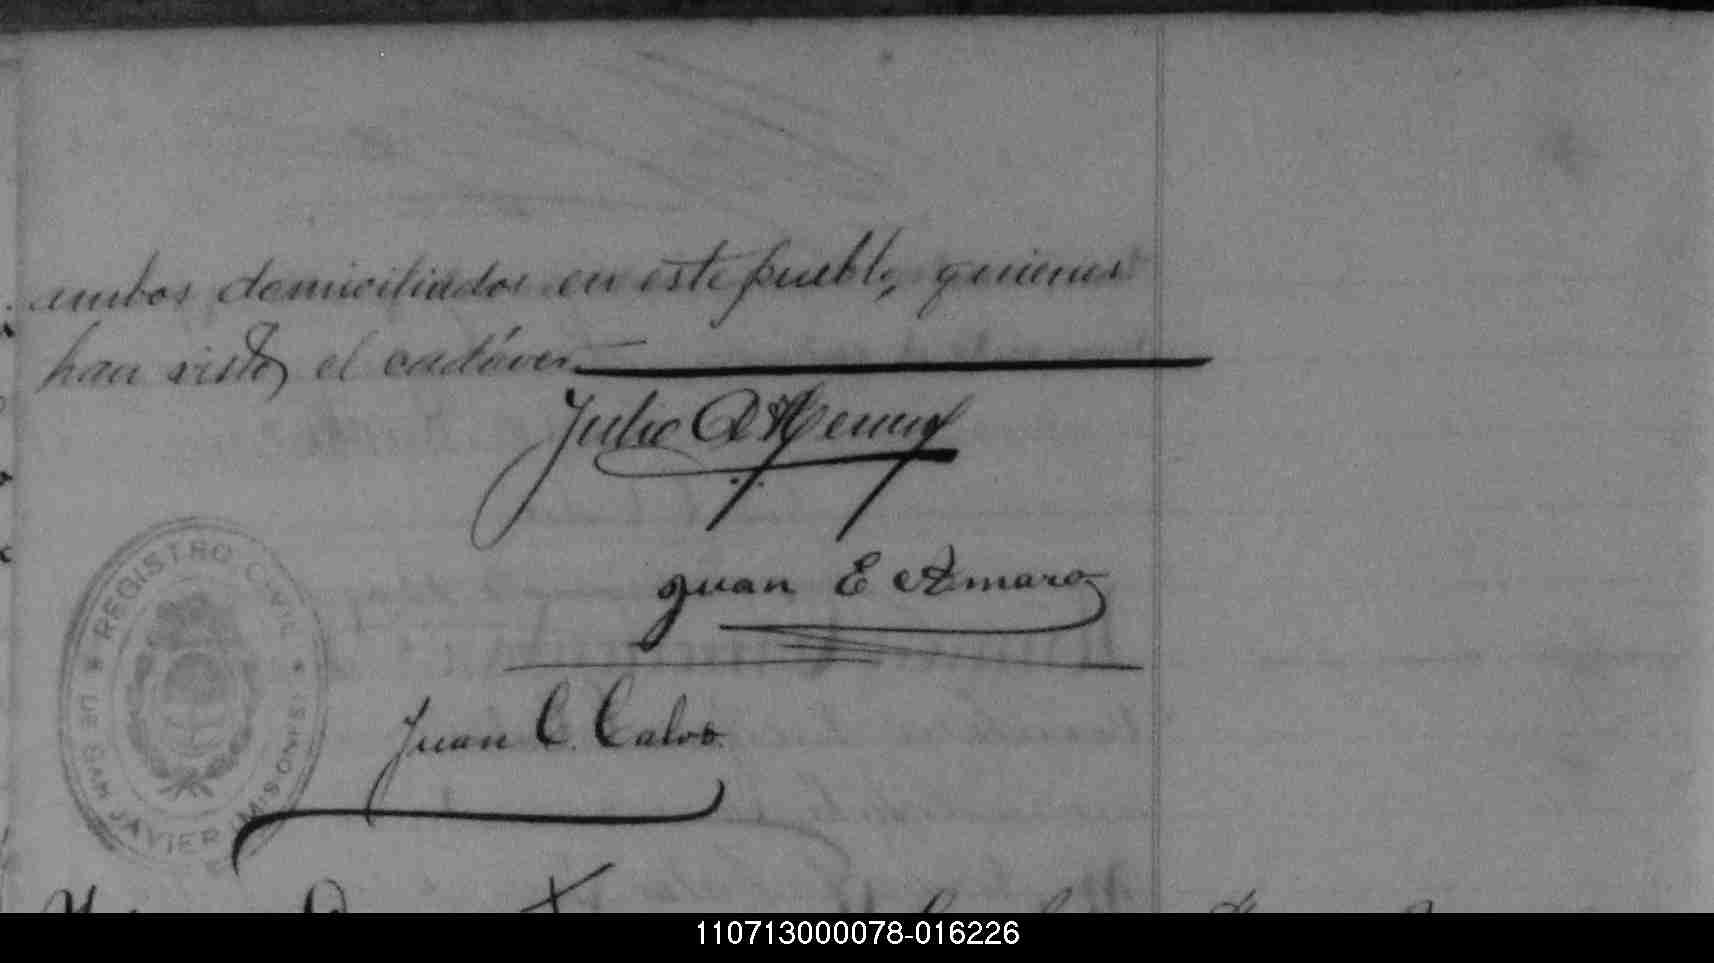 ambos domiciliados en este pueblo, quienes
han visto el cadáver
Julio
Juan E Amaro
Juan C. Calvo
REGISTRO CIVIL
DE SAN JAVIER (MISIONES)
110713000078-016226